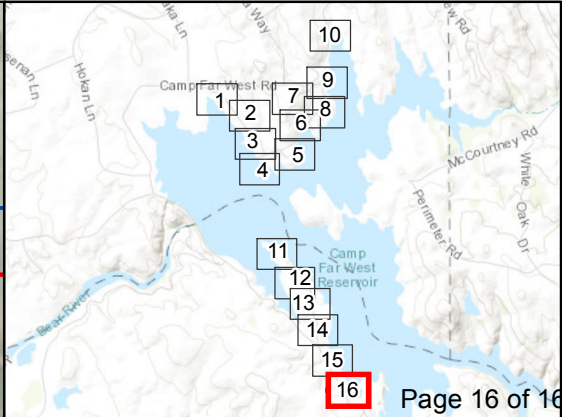 10
Hokan Ln
Camp Far West Rd
9
1
7
2
8
6
3
5
4
McCourtney Rd
White Oak Dr
Perimeter Rd
11
Camp
Far West
Reservoir
12
13
Bear River
14
15
16
Page 16 of 16